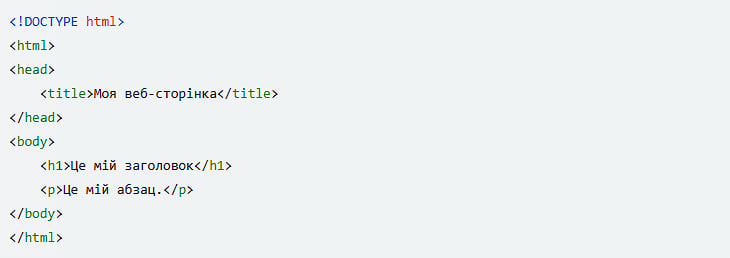 <!DOCTYPE html>
<html>
<head>
    <title>Моя веб-сторінка</title>
</head>
<body>
    <h1>Це мій заголовок</h1>
    <p>Це мій абзац.</p>
</body>
</html>